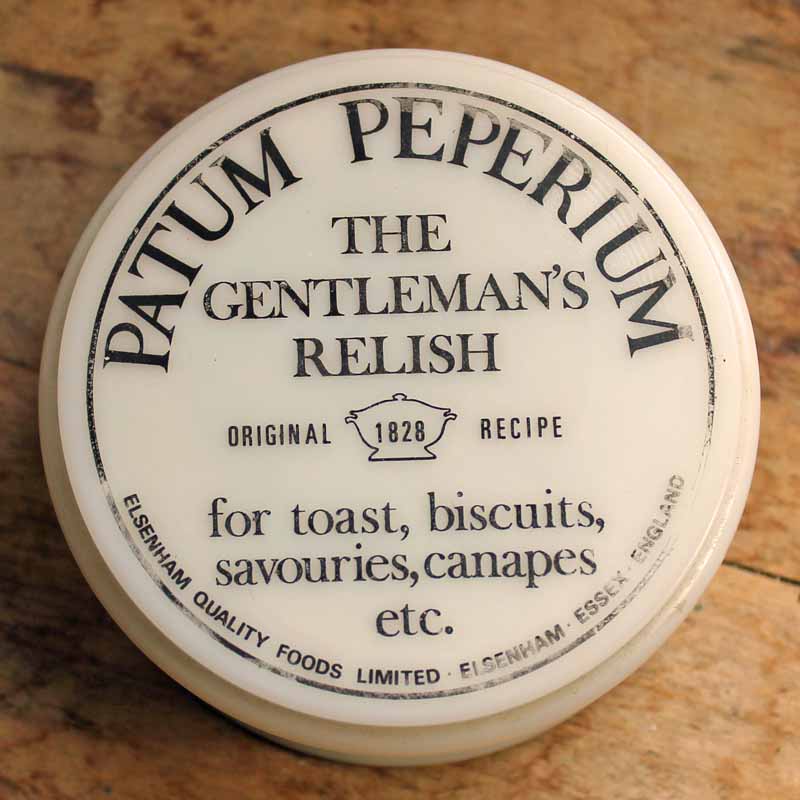 PATUM PEPERIUM
THE
GENTLEMAN'S
RELISH
ORIGINAL 1828 RECIPE
for toast, biscuits,
savouries, canapes
etc.
ELSENHAM QUALITY FOODS LIMITED · ELSENHAM · ESSEX · ENGLAND